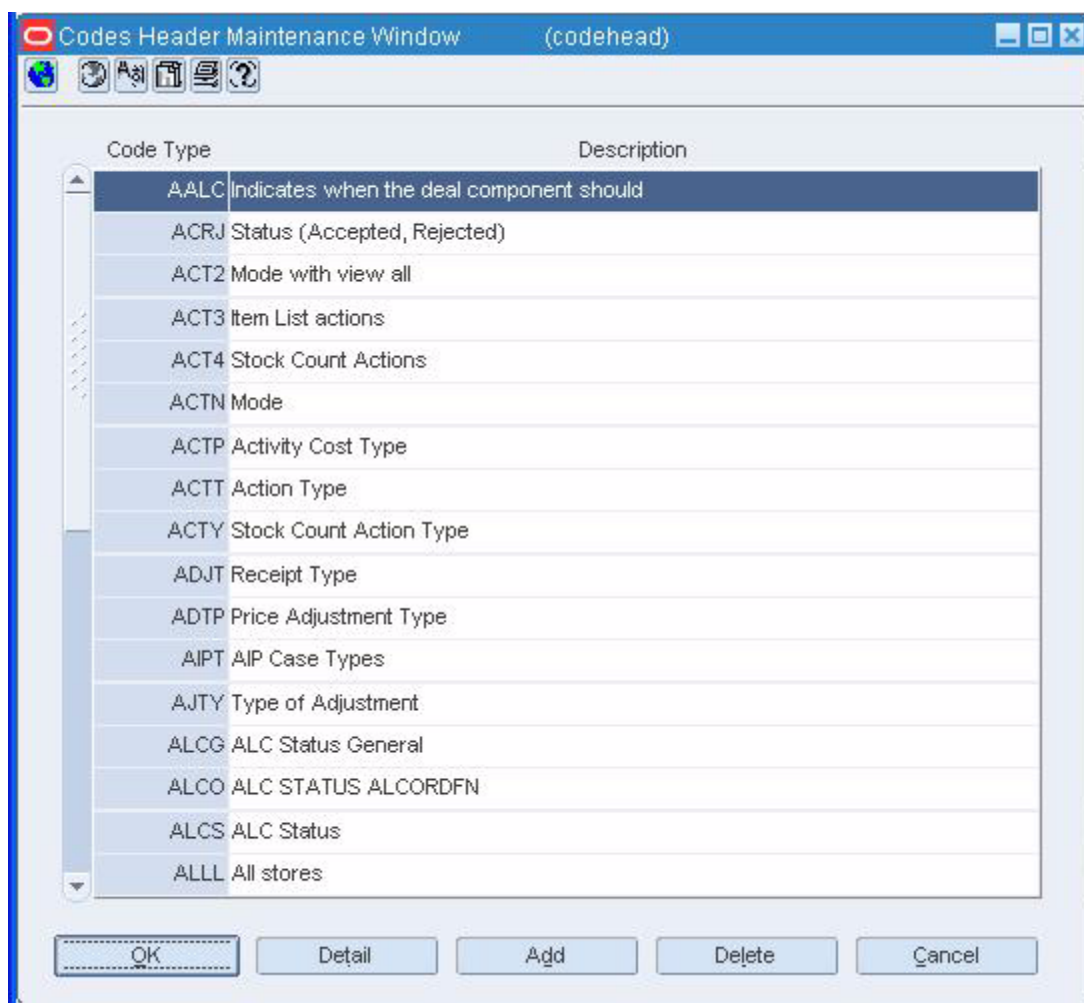 Codes Header Maintenance Window (codehead)
Code Type Description
AALC Indicates when the deal component should
ACRJ Status (Accepted, Rejected)
ACT2 Mode with view all
ACT3 Item List actions
ACT4 Stock Count Actions
ACTN Mode
ACTP Activity Cost Type
ACTT Action Type
ACTY Stock Count Action Type
ADJT Receipt Type
ADTP Price Adjustment Type
AIPT AIP Case Types
AJTY Type of Adjustment
ALCG ALC Status General
ALCO ALC STATUS ALCORDFN
ALCS ALC Status
ALLL All stores
OK Detail Add Delete Cancel